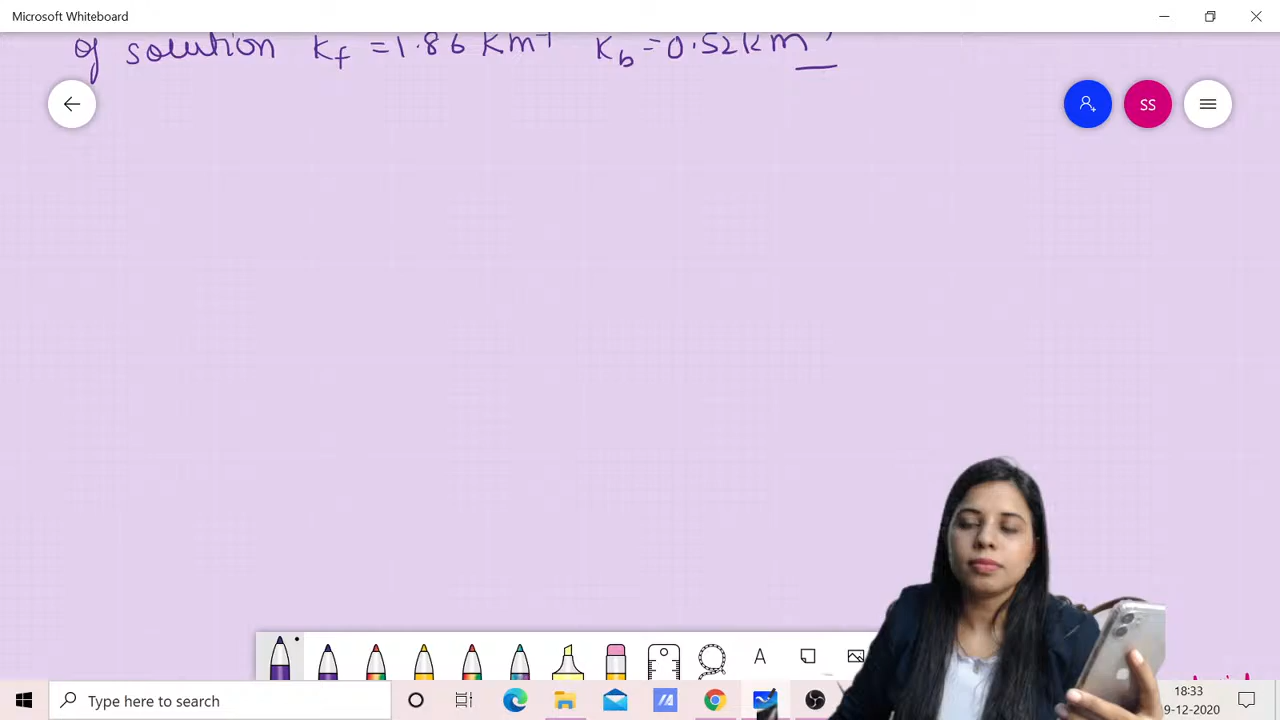 Microsoft Whiteboard
of solution Kf = 1.86 Km-1 Kb = 0.52 km-1
SS
A
Type here to search
18:33
9-12-2020